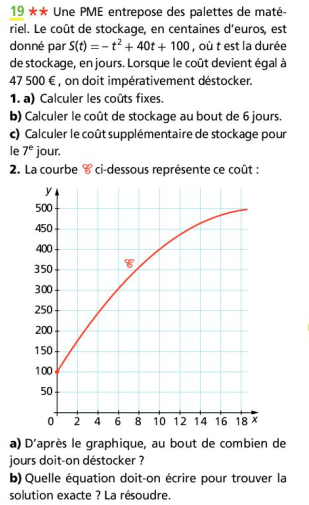 19 ** Une PME entrepose des palettes de maté-
riel. Le coût de stockage, en centaines d'euros, est
donné par S(t) = – t² + 40t + 100, où t est la durée
de stockage, en jours. Lorsque le coût devient égal à
47 500 €, on doit impérativement déstocker.
1. a) Calculer les coûts fixes.
b) Calculer le coût de stockage au bout de 6 jours.
c) Calculer le coût supplémentaire de stockage pour
le 7e jour.
2. La courbe 𝒞 ci-dessous représente ce coût :
y
500
450
400
𝒞
350
300
250
200
150
100
50
0 2 4 6 8 10 12 14 16 18 x
a) D'après le graphique, au bout de combien de
jours doit-on déstocker ?
b) Quelle équation doit-on écrire pour trouver la
solution exacte ? La résoudre.